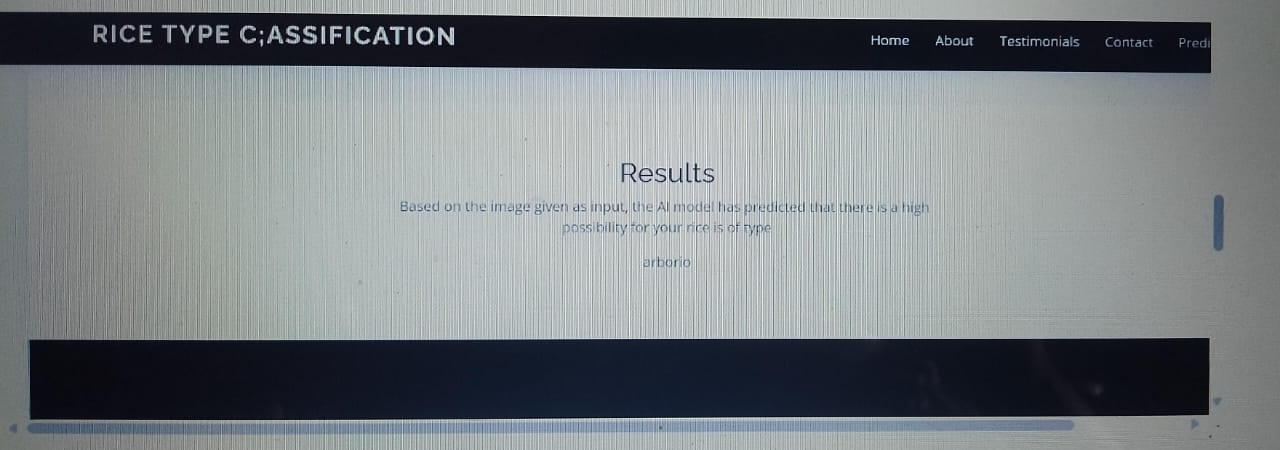 RICE TYPE C;ASSIFICATION
Home About Testimonials Contact Predi
Results
Based on the image given as input, the AI model has predicted that there is a high
possibility for your rice is of type
arborio